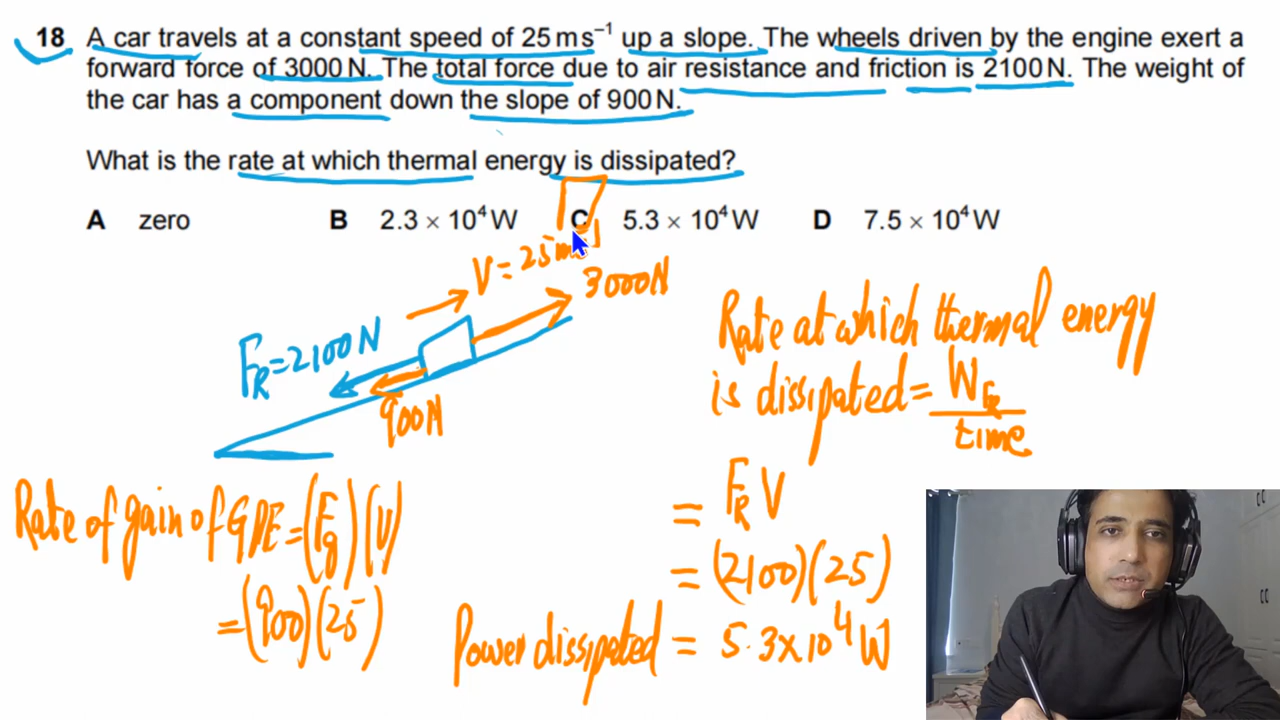 18 A car travels at a constant speed of 25 m s⁻¹ up a slope. The wheels driven by the engine exert a
forward force of 3000 N. The total force due to air resistance and friction is 2100 N. The weight of
the car has a component down the slope of 900 N.
What is the rate at which thermal energy is dissipated?
A zero B 2.3 × 10⁴ W C 5.3 × 10⁴ W D 7.5 × 10⁴ W
V = 25
3000N
F_R = 2100N
900N
Rate at which thermal energy
is dissipated = W_FR / time
= F_R V
= (2100)(25)
Power dissipated = 5.3×10⁴ W
Rate of gain of GPE = (F_g)(V)
= (900)(25)